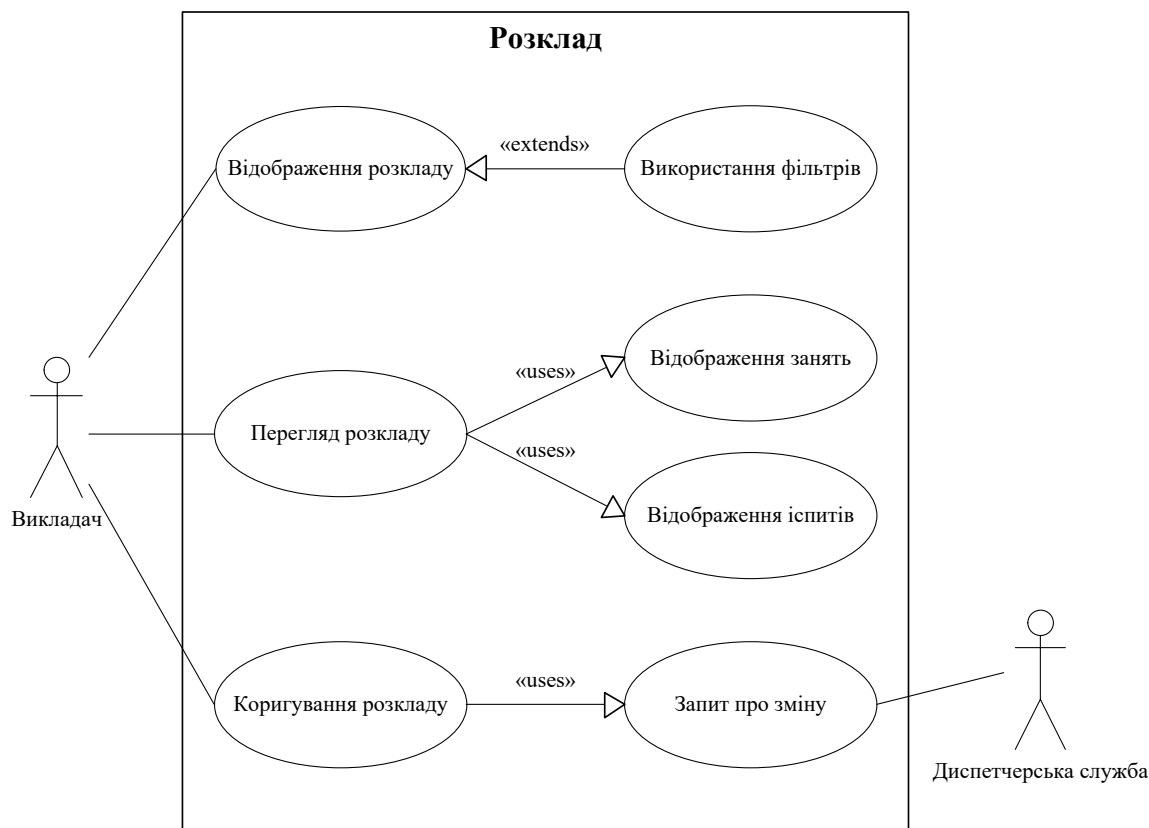 Розклад
«extends»
Відображення розкладу
Використання фільтрів
Відображення занять
«uses»
Перегляд розкладу
«uses»
Відображення іспитів
Викладач
«uses»
Коригування розкладу
Запит про зміну
Диспетчерська служба